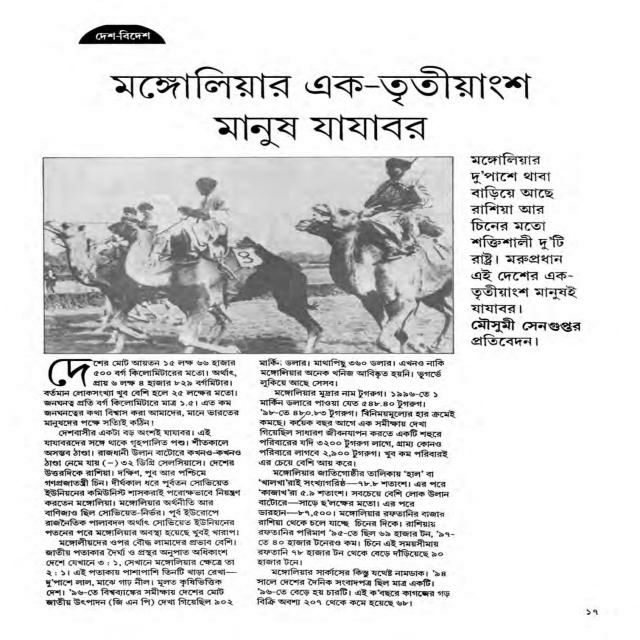 দেশ-বিদেশ
মঙ্গোলিয়ার এক-তৃতীয়াংশ
মানুষ যাযাবর
মঙ্গোলিয়ার
দু'পাশে থাবা
বাড়িয়ে আছে
রাশিয়া আর
চিনের মতো
শক্তিশালী দু'টি
রাষ্ট্র। মরুপ্রধান
এই দেশের এক-
তৃতীয়াংশ মানুষই
যাযাবর।
মৌসুমী সেনগুপ্তর
প্রতিবেদন।
দেশের মোট আয়তন ১৫ লক্ষ ৬৬ হাজার
৫০০ বর্গ কিলোমিটারের মতো। অর্থাৎ,
প্রায় ৬ লক্ষ ৪ হাজার ৮২৯ বর্গমিটার।
বর্তমান লোকসংখ্যা খুব বেশি হলে ২৫ লক্ষের মতো।
জনঘনত্ব প্রতি বর্গ কিলোমিটারে মাত্র ১.৫। এত কম
জনঘনত্বের কথা বিশ্বাস করা আমাদের, মানে ভারতের
মানুষদের পক্ষে সত্যিই কঠিন।
দেশবাসীর একটা বড় অংশই যাযাবর। এই
যাযাবরদের সঙ্গে থাকে গৃহপালিত পশু। শীতকালে
অসম্ভব ঠাণ্ডা। রাজধানী উলান বাটোরে কখনও-কখনও
ঠাণ্ডা নেমে যায় (–) ৩২ ডিগ্রি সেলসিয়াসে। দেশের
উত্তরদিকে রাশিয়া। দক্ষিণ, পূব আর পশ্চিমে
গণপ্রজাতন্ত্রী চিন। দীর্ঘকাল ধরে পূর্বতন সোভিয়েত
ইউনিয়নের কমিউনিস্ট শাসকরাই পরোক্ষভাবে নিয়ন্ত্রণ
করতেন মঙ্গোলিয়া। মঙ্গোলিয়ার অর্থনীতি আর
বাণিজ্যও ছিল সোভিয়েত-নির্ভর। পূর্ব ইউরোপে
রাজনৈতিক পালাবদল অর্থাৎ সোভিয়েত ইউনিয়নের
পতনের পরে মঙ্গোলিয়ার অবস্থা হয়েছে খুবই খারাপ।
মঙ্গোলীয়দের ওপর বৌদ্ধ লামাদের প্রভাব বেশি।
জাতীয় পতাকার দৈর্ঘ্য ও প্রস্থর অনুপাত অধিকাংশ
দেশে যেখানে ৩ : ১, সেখানে মঙ্গোলিয়ার ক্ষেত্রে তা
২ : ১। এই পতাকায় পাশাপাশি তিনটি খাড়া রেখা—
দু'পাশে লাল, মাঝে গাঢ় নীল। মূলত কৃষিভিত্তিক
দেশ। '৯৬-তে বিশ্বব্যাঙ্কের সমীক্ষায় দেশের মোট
জাতীয় উৎপাদন (জি এন পি) দেখা গিয়েছিল ৯০২
মার্কিন ডলার। মাথাপিছু ৩৬০ ডলার। এখনও নাকি
মঙ্গোলিয়ার অনেক খনিজ আবিষ্কৃত হয়নি। ভূগর্ভে
লুকিয়ে আছে সেসব।
মঙ্গোলিয়ার মুদ্রার নাম টুগরুগ। ১৯৯৬-তে ১
মার্কিন ডলারে পাওয়া যেত ৫৪৮.৪০ টুগরুগ।
'৯৮-তে ৪৮০.৮৩ টুগরুগ। বিনিময়মূল্যের হার ক্রমেই
কমছে। কয়েক বছর আগে এক সমীক্ষায় দেখা
গিয়েছিল সাধারণ জীবনযাপন করতে একটি শহুরে
পরিবারের যদি ৩২০০ টুগরুগ লাগে, গ্রাম্য কোনও
পরিবারে লাগবে ২,৯০০ টুগরুগ। খুব কম পরিবারই
এর চেয়ে বেশি আয় করে।
মঙ্গোলিয়ার জাতিগোষ্ঠীর তালিকায় 'হাল' বা
'খালখা'রাই সংখ্যাগরিষ্ঠ—৭৮.৮ শতাংশ। এর পরে
'কাজাখ'রা ৫.৯ শতাংশ। সবচেয়ে বেশি লোক উলান
বাটোরে—সাড়ে ছ'লক্ষের মতো। এর পরে
ডারহান—৮৭,৫০০। মঙ্গোলিয়ার রফতানির বাজার
রাশিয়া থেকে চলে যাচ্ছে চিনের দিকে। রাশিয়ায়
রফতানির পরিমাণ '৯৫-তে ছিল ৬৯ হাজার টন, '৯৭-
তে ৪০ হাজার টনেরও কম। চিনে এই সময়সীমায়
রফতানি ৭৮ হাজার টন থেকে বেড়ে দাঁড়িয়েছে ৯০
হাজার টনে।
মঙ্গোলিয়ার সার্কাসের কিন্তু যথেষ্ট নামডাক। '৯৪
সালে দেশের দৈনিক সংবাদপত্র ছিল মাত্র একটি।
'৯৬-তে বেড়ে হয় চারটি। এই ক'বছরে কাগজের গড়
বিক্রি অবশ্য ২০৭ থেকে কমে হয়েছে ৬৮।
১৭